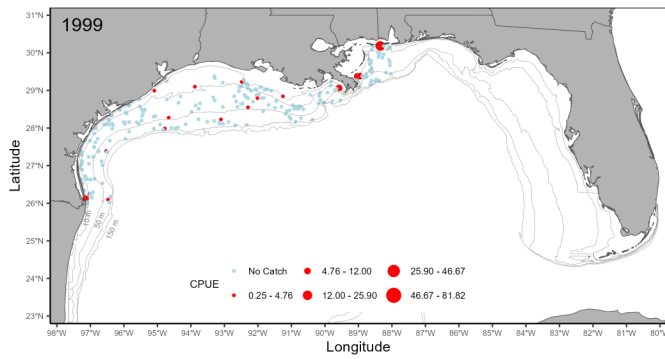 1999
31°N
30°N
29°N
28°N
27°N
26°N
25°N
24°N
23°N
Latitude
10 m
50 m
150 m
CPUE
No Catch
4.76 - 12.00
25.90 - 46.67
0.25 - 4.76
12.00 - 25.90
46.67 - 81.82
98°W 97°W 96°W 95°W 94°W 93°W 92°W 91°W 90°W 89°W 88°W 87°W 86°W 85°W 84°W 83°W 82°W 81°W 80°W
Longitude